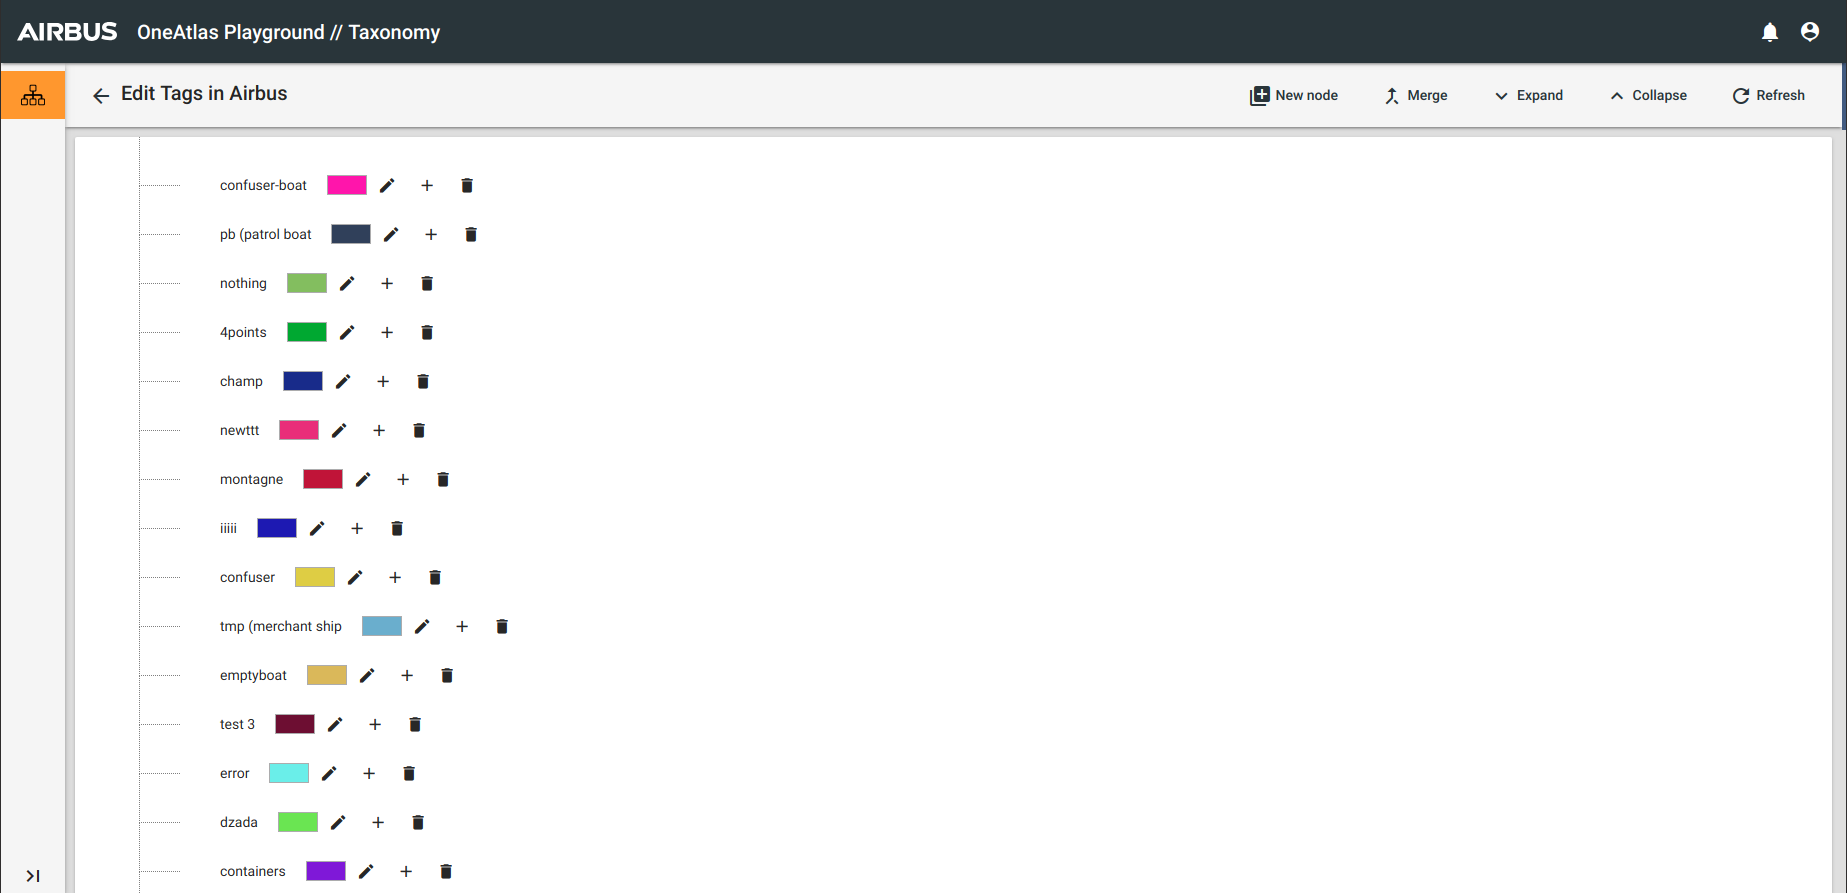 AIRBUS OneAtlas Playground // Taxonomy
Edit Tags in Airbus New node Merge Expand Collapse Refresh
confuser-boat
pb (patrol boat
nothing
4points
champ
newttt
montagne
iiiii
confuser
tmp (merchant ship
emptyboat
test 3
error
dzada
containers